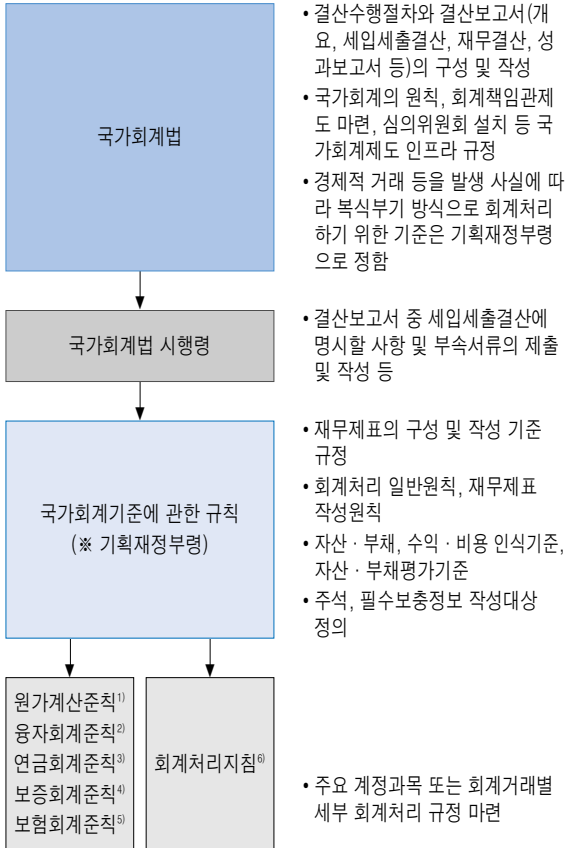 국가회계법
• 결산수행절차와 결산보고서(개
요, 세입세출결산, 재무결산, 성
과보고서 등)의 구성 및 작성
• 국가회계의 원칙, 회계책임관제
도 마련, 심의위원회 설치 등 국
가회계제도 인프라 규정
• 경제적 거래 등을 발생 사실에 따
라 복식부기 방식으로 회계처리
하기 위한 기준은 기획재정부령
으로 정함
국가회계법 시행령
• 결산보고서 중 세입세출결산에
명시할 사항 및 부속서류의 제출
및 작성 등
국가회계기준에 관한 규칙
(※ 기획재정부령)
• 재무제표의 구성 및 작성 기준
규정
• 회계처리 일반원칙, 재무제표
작성원칙
• 자산 · 부채, 수익 · 비용 인식기준,
자산 · 부채평가기준
• 주석, 필수보충정보 작성대상
정의
원가계산준칙1)
융자회계준칙2)
연금회계준칙3)
보증회계준칙4)
보험회계준칙5)
회계처리지침6)
• 주요 계정과목 또는 회계거래별
세부 회계처리 규정 마련